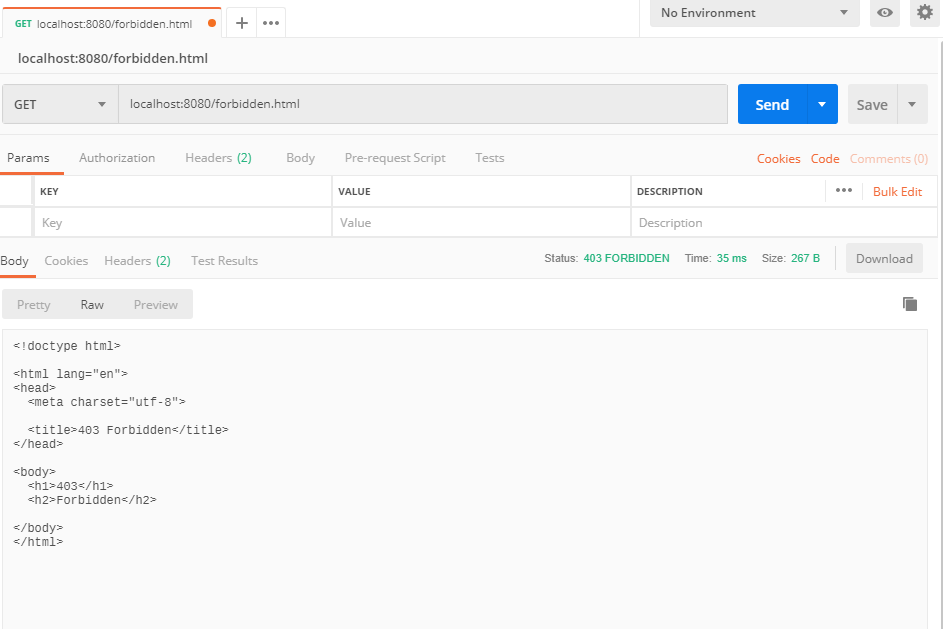 GET localhost:8080/forbidden.html + ••• No Environment
localhost:8080/forbidden.html
GET localhost:8080/forbidden.html Send Save
Params Authorization Headers (2) Body Pre-request Script Tests Cookies Code Comments (0)
KEY VALUE DESCRIPTION ••• Bulk Edit
Key Value Description
Body Cookies Headers (2) Test Results Status: 403 FORBIDDEN Time: 35 ms Size: 267 B Download
Pretty Raw Preview
<!doctype html>
<html lang="en">
<head>
<meta charset="utf-8">
<title>403 Forbidden</title>
</head>
<body>
<h1>403</h1>
<h2>Forbidden</h2>
</body>
</html>